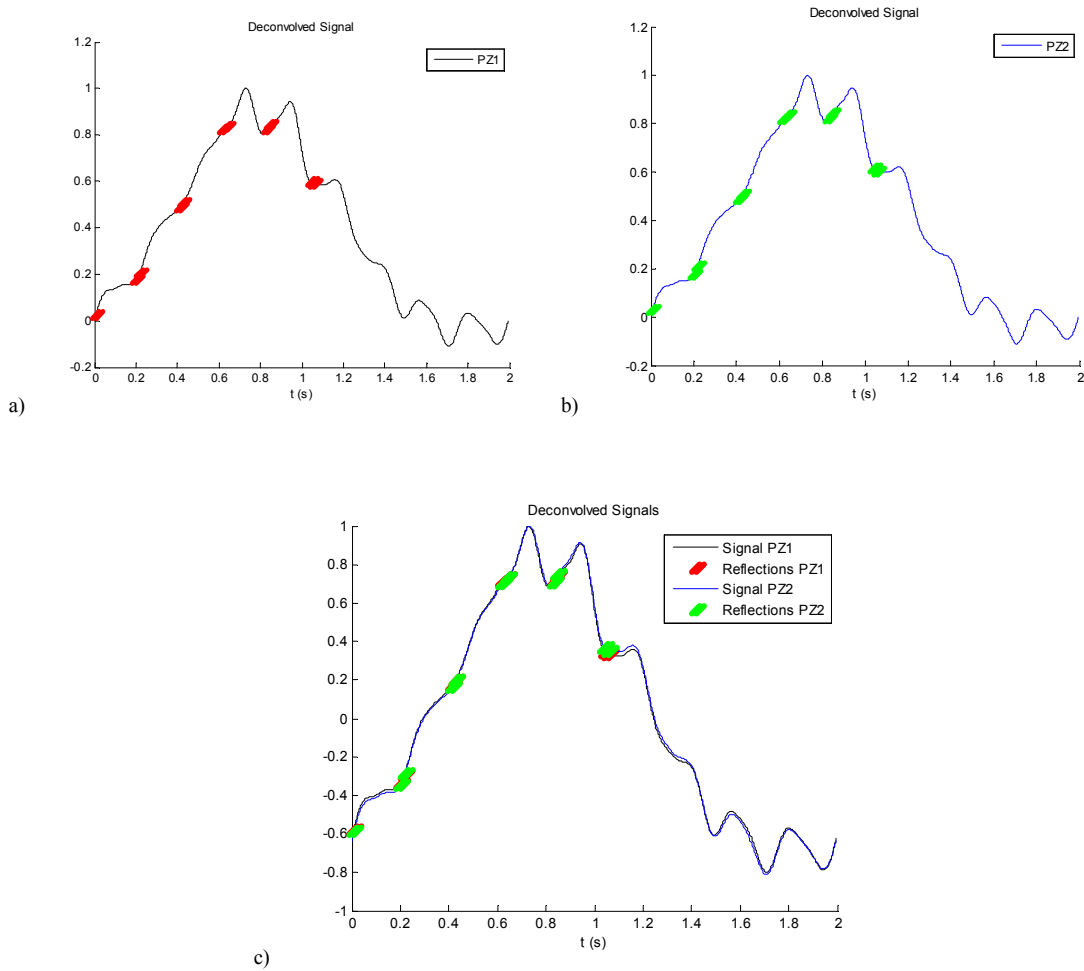 Deconvolved Signal
PZ1
1.2
1
0.8
0.6
0.4
0.2
0
-0.2
0 0.2 0.4 0.6 0.8 1 1.2 1.4 1.6 1.8 2
t (s)
a)
Deconvolved Signal
PZ2
1.2
1
0.8
0.6
0.4
0.2
0
-0.2
0 0.2 0.4 0.6 0.8 1 1.2 1.4 1.6 1.8 2
t (s)
b)
Deconvolved Signals
Signal PZ1
Reflections PZ1
Signal PZ2
Reflections PZ2
1
0.8
0.6
0.4
0.2
0
-0.2
-0.4
-0.6
-0.8
-1
0 0.2 0.4 0.6 0.8 1 1.2 1.4 1.6 1.8 2
t (s)
c)